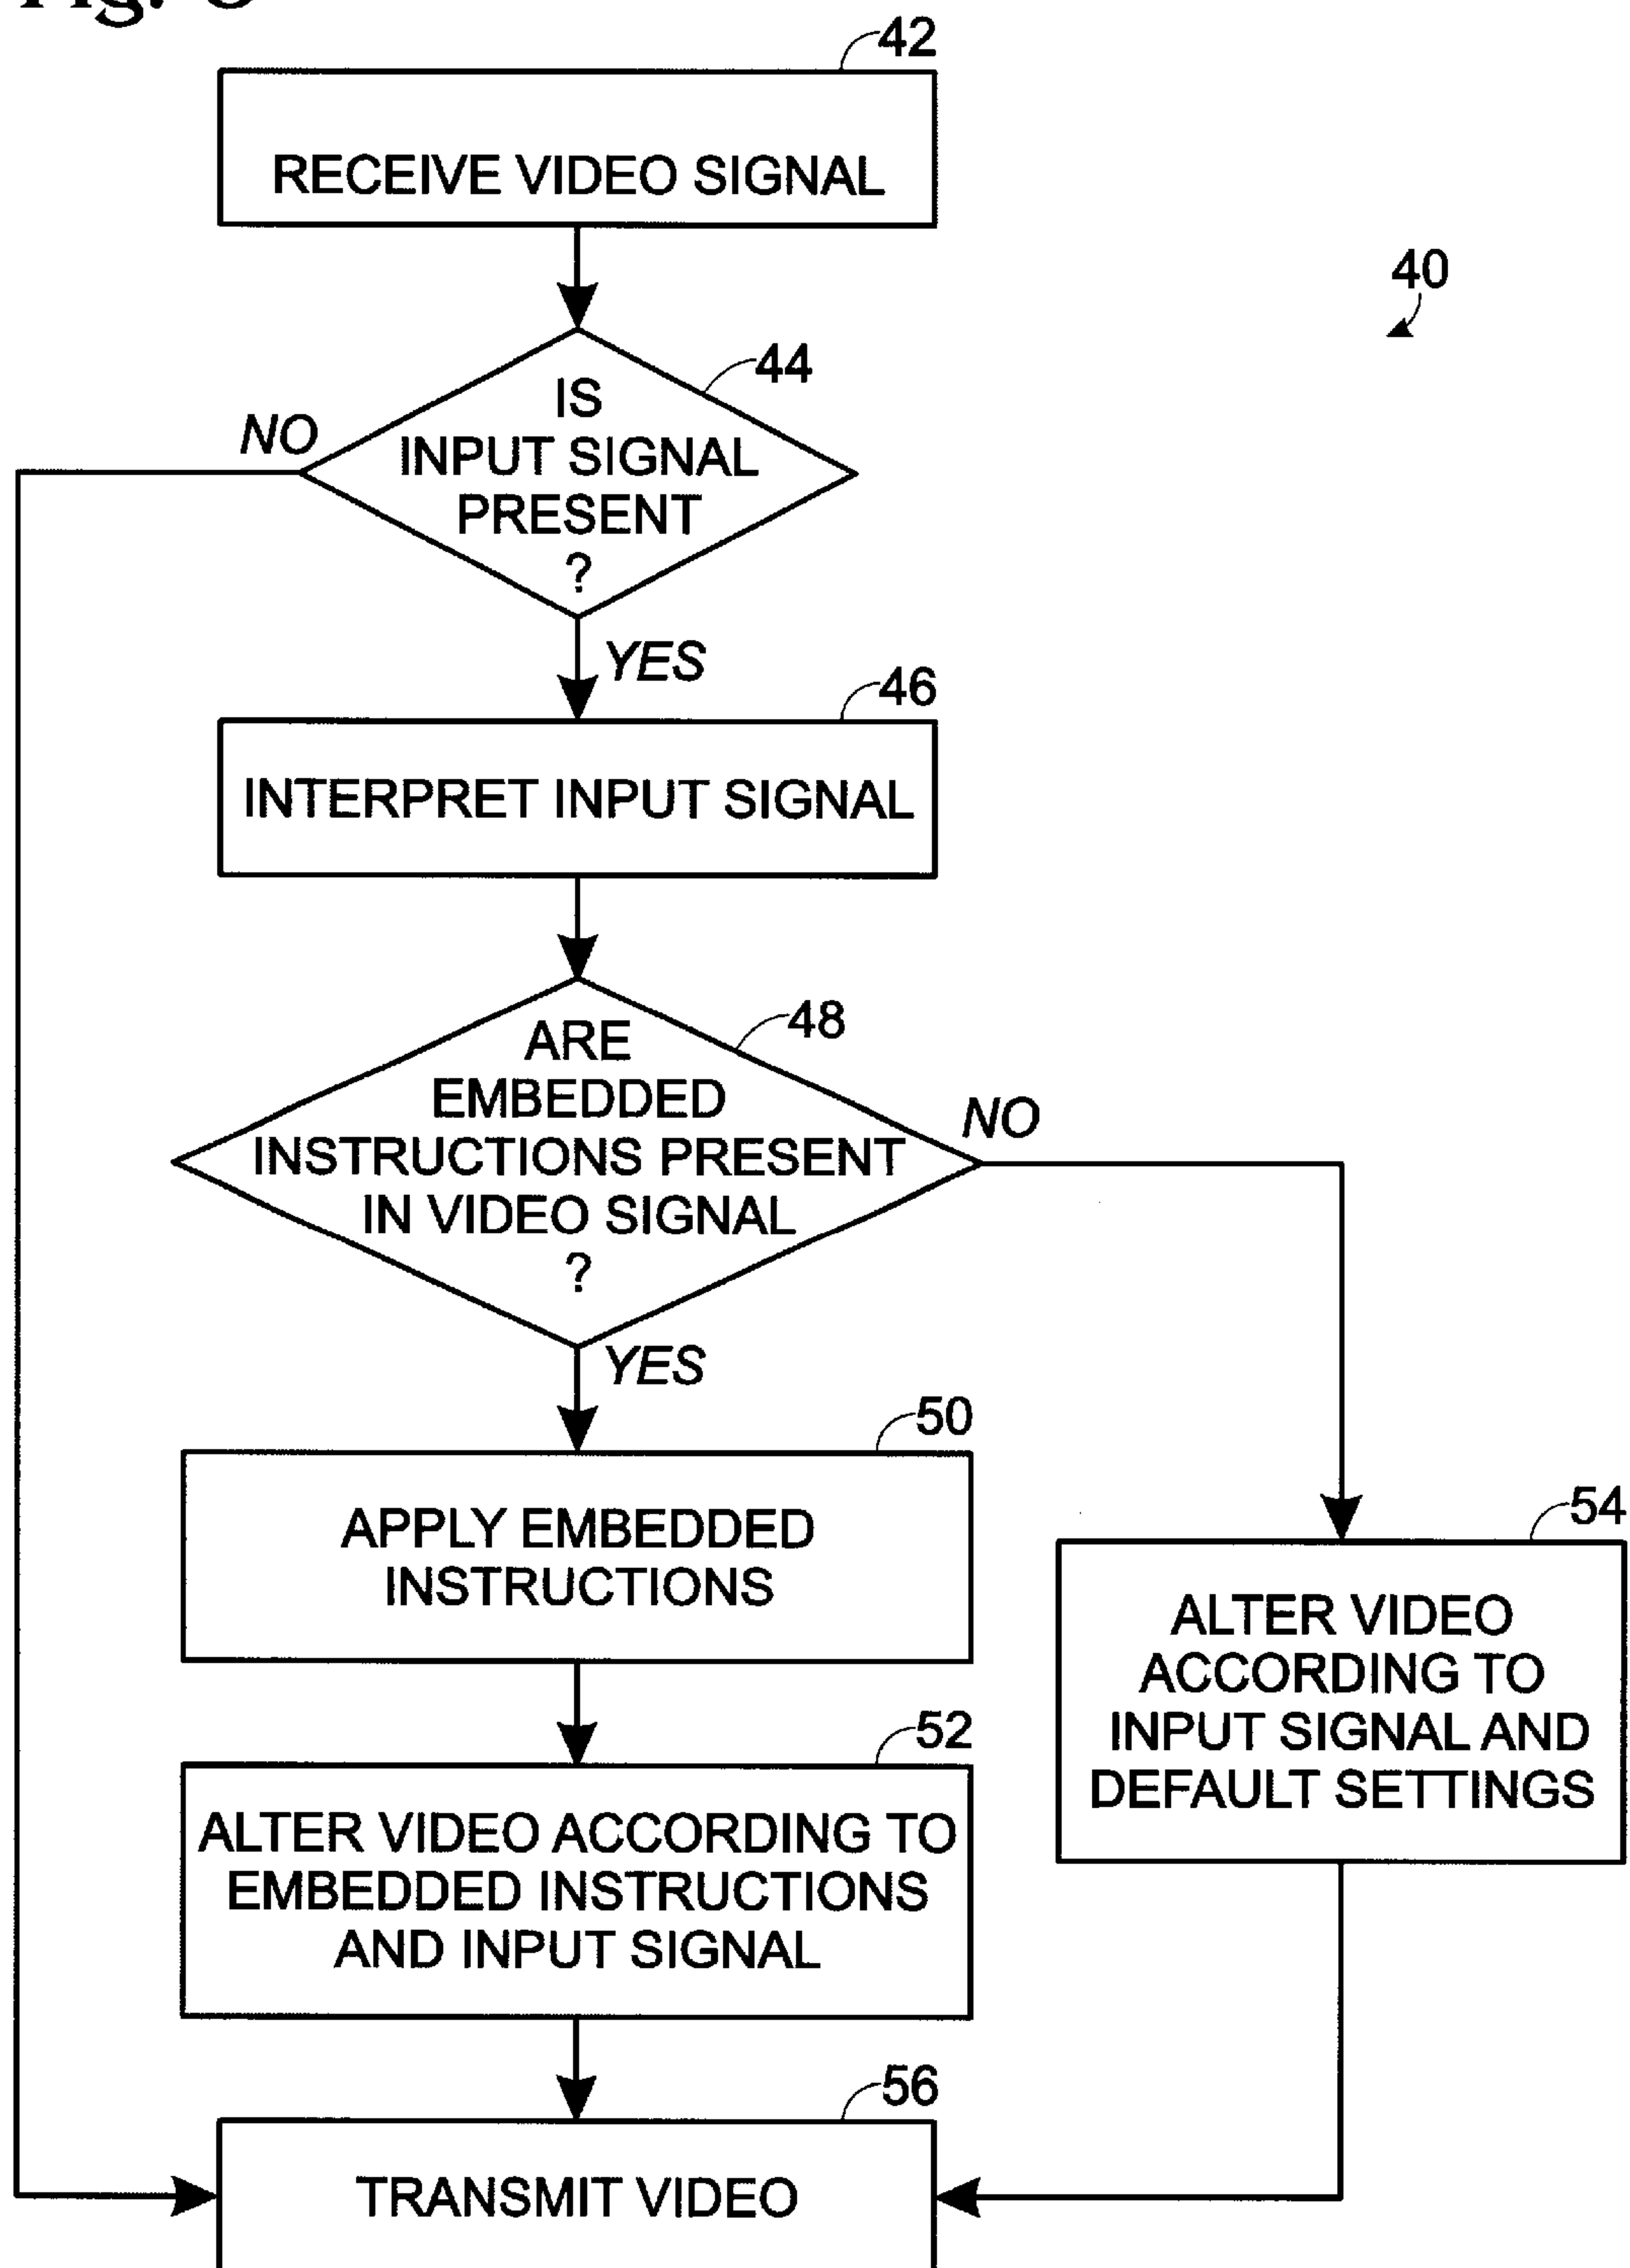 42
RECEIVE VIDEO SIGNAL
40
44
IS
INPUT SIGNAL
PRESENT
?
NO
YES
46
INTERPRET INPUT SIGNAL
48
ARE
EMBEDDED
INSTRUCTIONS PRESENT
IN VIDEO SIGNAL
?
NO
YES
50
APPLY EMBEDDED
INSTRUCTIONS
54
ALTER VIDEO
ACCORDING TO
INPUT SIGNAL AND
DEFAULT SETTINGS
52
ALTER VIDEO ACCORDING TO
EMBEDDED INSTRUCTIONS
AND INPUT SIGNAL
56
TRANSMIT VIDEO